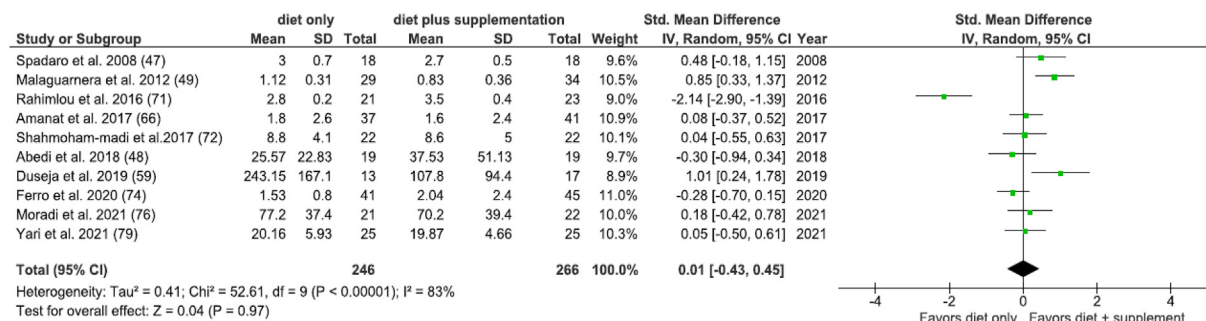 diet only diet plus supplementation Std. Mean Difference Std. Mean Difference
Study or Subgroup Mean SD Total Mean SD Total Weight IV, Random, 95% CI Year IV, Random, 95% CI
Spadaro et al. 2008 (47) 3 0.7 18 2.7 0.5 18 9.6% 0.48 [-0.18, 1.15] 2008
Malaguarnera et al. 2012 (49) 1.12 0.31 29 0.83 0.36 34 10.5% 0.85 [0.33, 1.37] 2012
Rahimlou et al. 2016 (71) 2.8 0.2 21 3.5 0.4 23 9.0% -2.14 [-2.90, -1.39] 2016
Amanat et al. 2017 (66) 1.8 2.6 37 1.6 2.4 41 11.0% 0.08 [-0.37, 0.52] 2017
Shahmoham-madi et al.2017 (72) 8.8 4.1 22 8.6 5 22 10.1% 0.04 [-0.55, 0.63] 2017
Abedi et al. 2018 (48) 25.57 22.83 19 37.53 51.13 19 9.7% -0.30 [-0.94, 0.34] 2018
Duseja et al. 2019 (59) 243.15 167.1 13 107.8 94.4 17 8.9% 1.01 [0.24, 1.78] 2019
Ferro et al. 2020 (74) 1.53 0.8 41 2.04 2.4 45 11.1% -0.28 [-0.70, 0.15] 2020
Moradi et al. 2021 (76) 77.2 37.4 21 70.2 39.4 22 10.0% 0.18 [-0.42, 0.78] 2021
Yari et al. 2021 (79) 20.16 5.93 25 19.87 4.66 25 10.3% 0.05 [-0.50, 0.61] 2021
Total (95% CI) 246 266 100.0% 0.01 [-0.43, 0.45]
Heterogeneity: Tau² = 0.41; Chi² = 52.61, df = 9 (P < 0.00001); I² = 83%
Test for overall effect: Z = 0.04 (P = 0.97)
-4 -2 0 2 4
Favors diet only Favors diet + supplement